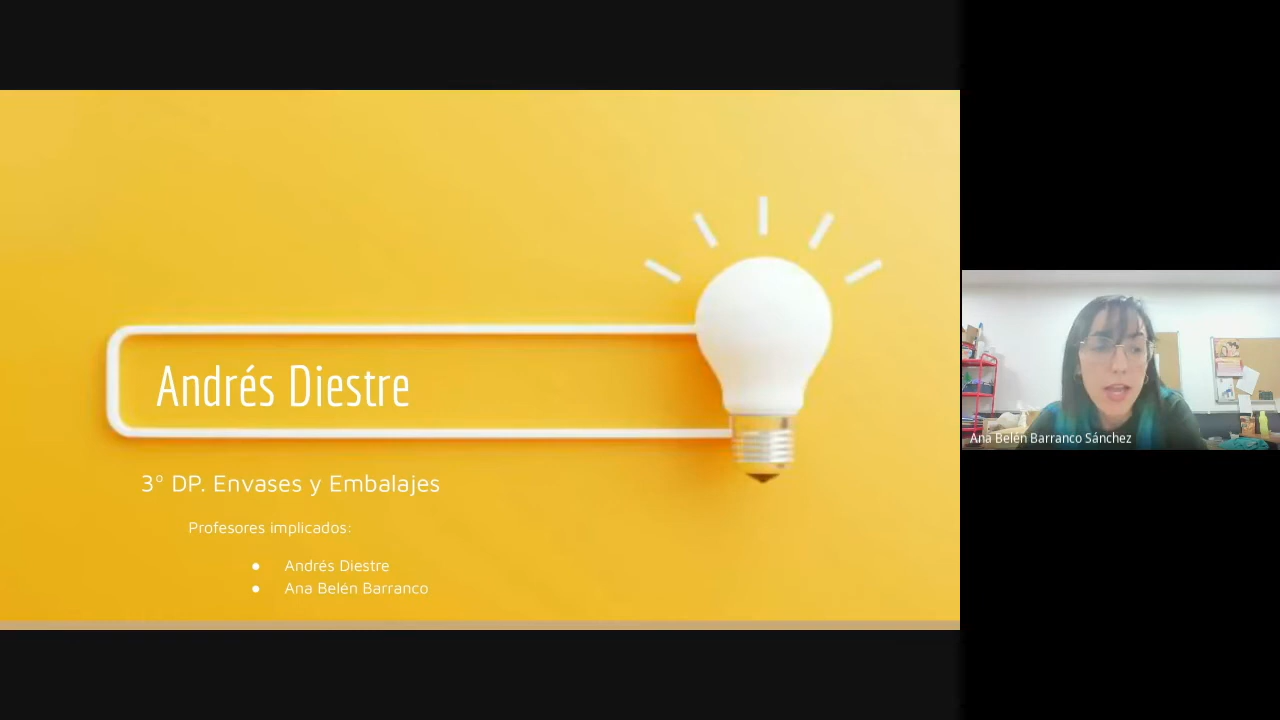 Andrés Diestre
3º DP. Envases y Embalajes
Profesores implicados:
● Andrés Diestre
● Ana Belén Barranco
Ana Belén Barranco Sánchez